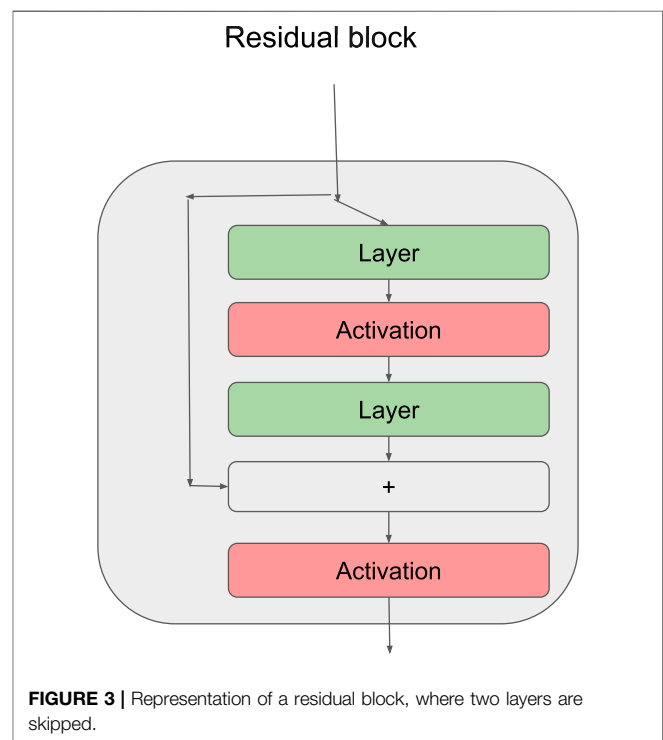 Residual block
Layer
Activation
Layer
+
Activation
FIGURE 3 | Representation of a residual block, where two layers are
skipped.